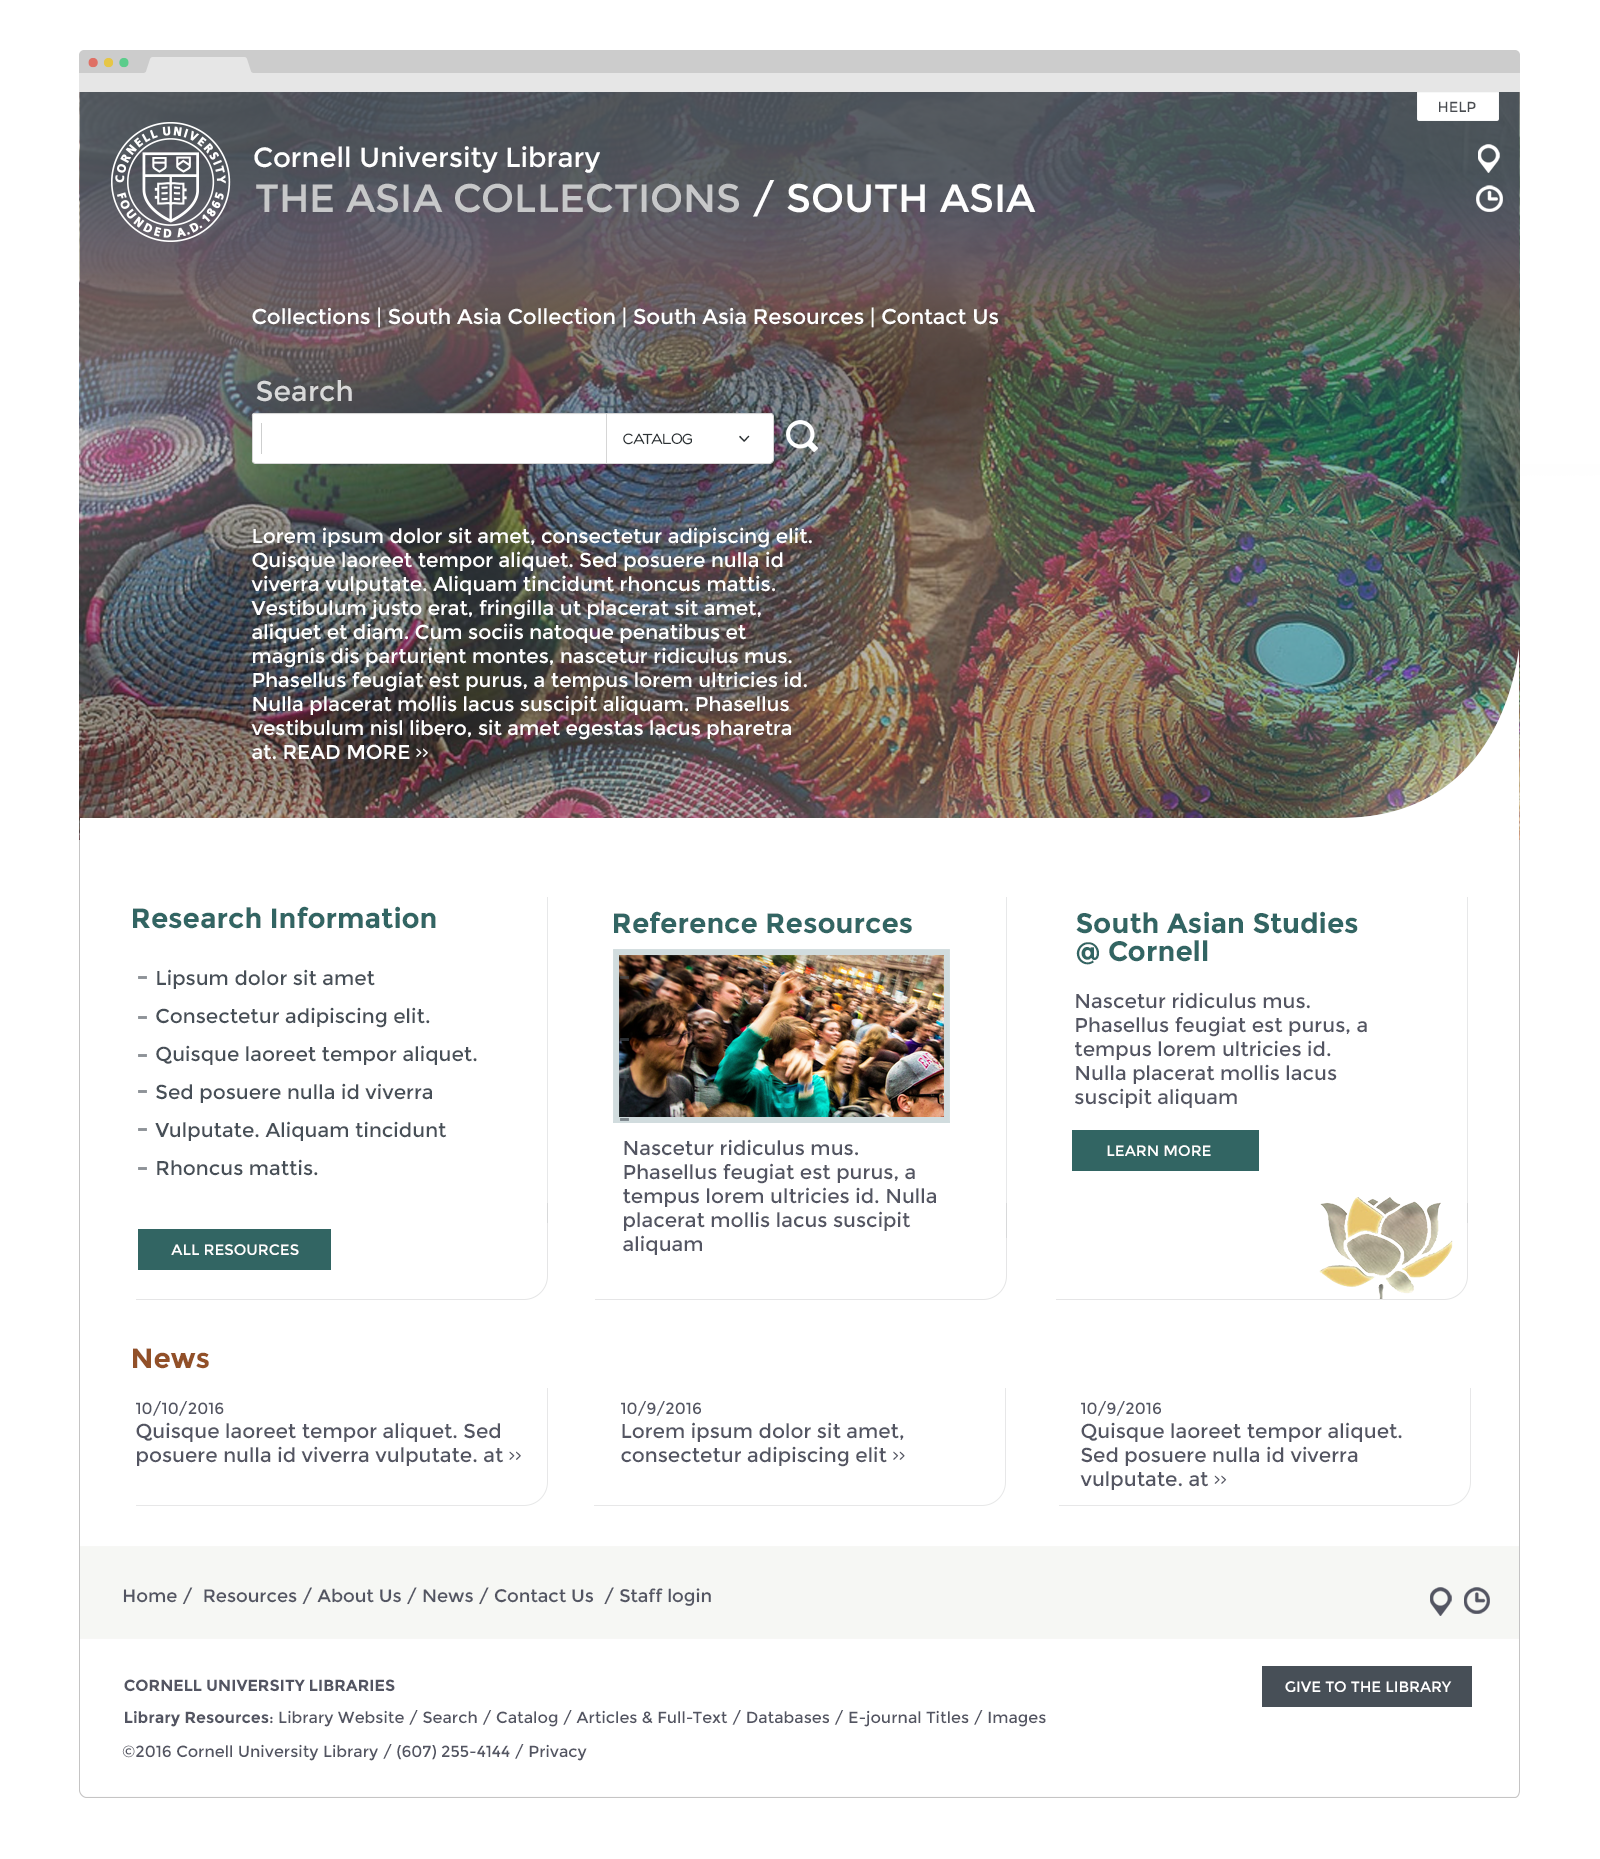 HELP
CORNELL UNIVERSITY
FOUNDED A.D. 1865
Cornell University Library
THE ASIA COLLECTIONS / SOUTH ASIA
Collections | South Asia Collection | South Asia Resources | Contact Us
Search
CATALOG
Lorem ipsum dolor sit amet, consectetur adipiscing elit.
Quisque laoreet tempor aliquet. Sed posuere nulla id
viverra vulputate. Aliquam tincidunt rhoncus mattis.
Vestibulum justo erat, fringilla ut placerat sit amet,
aliquet et diam. Cum sociis natoque penatibus et
magnis dis parturient montes, nascetur ridiculus mus.
Phasellus feugiat est purus, a tempus lorem ultricies id.
Nulla placerat mollis lacus suscipit aliquam. Phasellus
vestibulum nisl libero, sit amet egestas lacus pharetra
at. READ MORE ››
Research Information
– Lipsum dolor sit amet
– Consectetur adipiscing elit.
– Quisque laoreet tempor aliquet.
– Sed posuere nulla id viverra
– Vulputate. Aliquam tincidunt
– Rhoncus mattis.
ALL RESOURCES
Reference Resources
Nascetur ridiculus mus.
Phasellus feugiat est purus, a
tempus lorem ultricies id. Nulla
placerat mollis lacus suscipit
aliquam
South Asian Studies
@ Cornell
Nascetur ridiculus mus.
Phasellus feugiat est purus, a
tempus lorem ultricies id.
Nulla placerat mollis lacus
suscipit aliquam
LEARN MORE
News
10/10/2016
Quisque laoreet tempor aliquet. Sed
posuere nulla id viverra vulputate. at ››
10/9/2016
Lorem ipsum dolor sit amet,
consectetur adipiscing elit ››
10/9/2016
Quisque laoreet tempor aliquet.
Sed posuere nulla id viverra
vulputate. at ››
Home / Resources / About Us / News / Contact Us / Staff login
CORNELL UNIVERSITY LIBRARIES
GIVE TO THE LIBRARY
Library Resources: Library Website / Search / Catalog / Articles & Full-Text / Databases / E-journal Titles / Images
©2016 Cornell University Library / (607) 255-4144 / Privacy